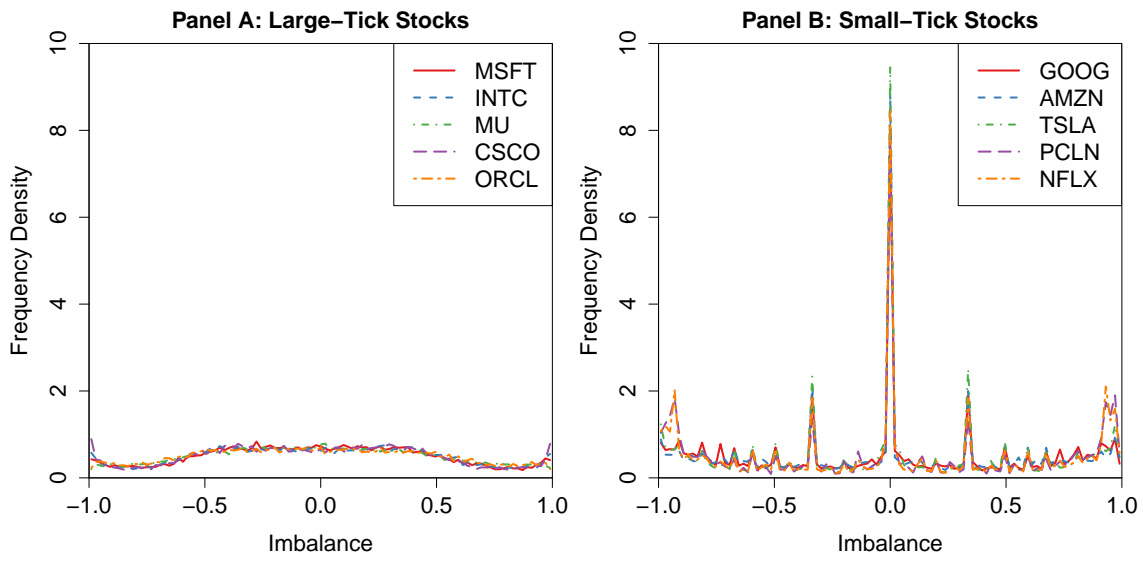 Panel A: Large−Tick Stocks
10
8
6
4
2
0
Frequency Density
MSFT
INTC
MU
CSCO
ORCL
−1.0
−0.5
0.0
0.5
1.0
Imbalance
Panel B: Small−Tick Stocks
10
8
6
4
2
0
Frequency Density
GOOG
AMZN
TSLA
PCLN
NFLX
−1.0
−0.5
0.0
0.5
1.0
Imbalance